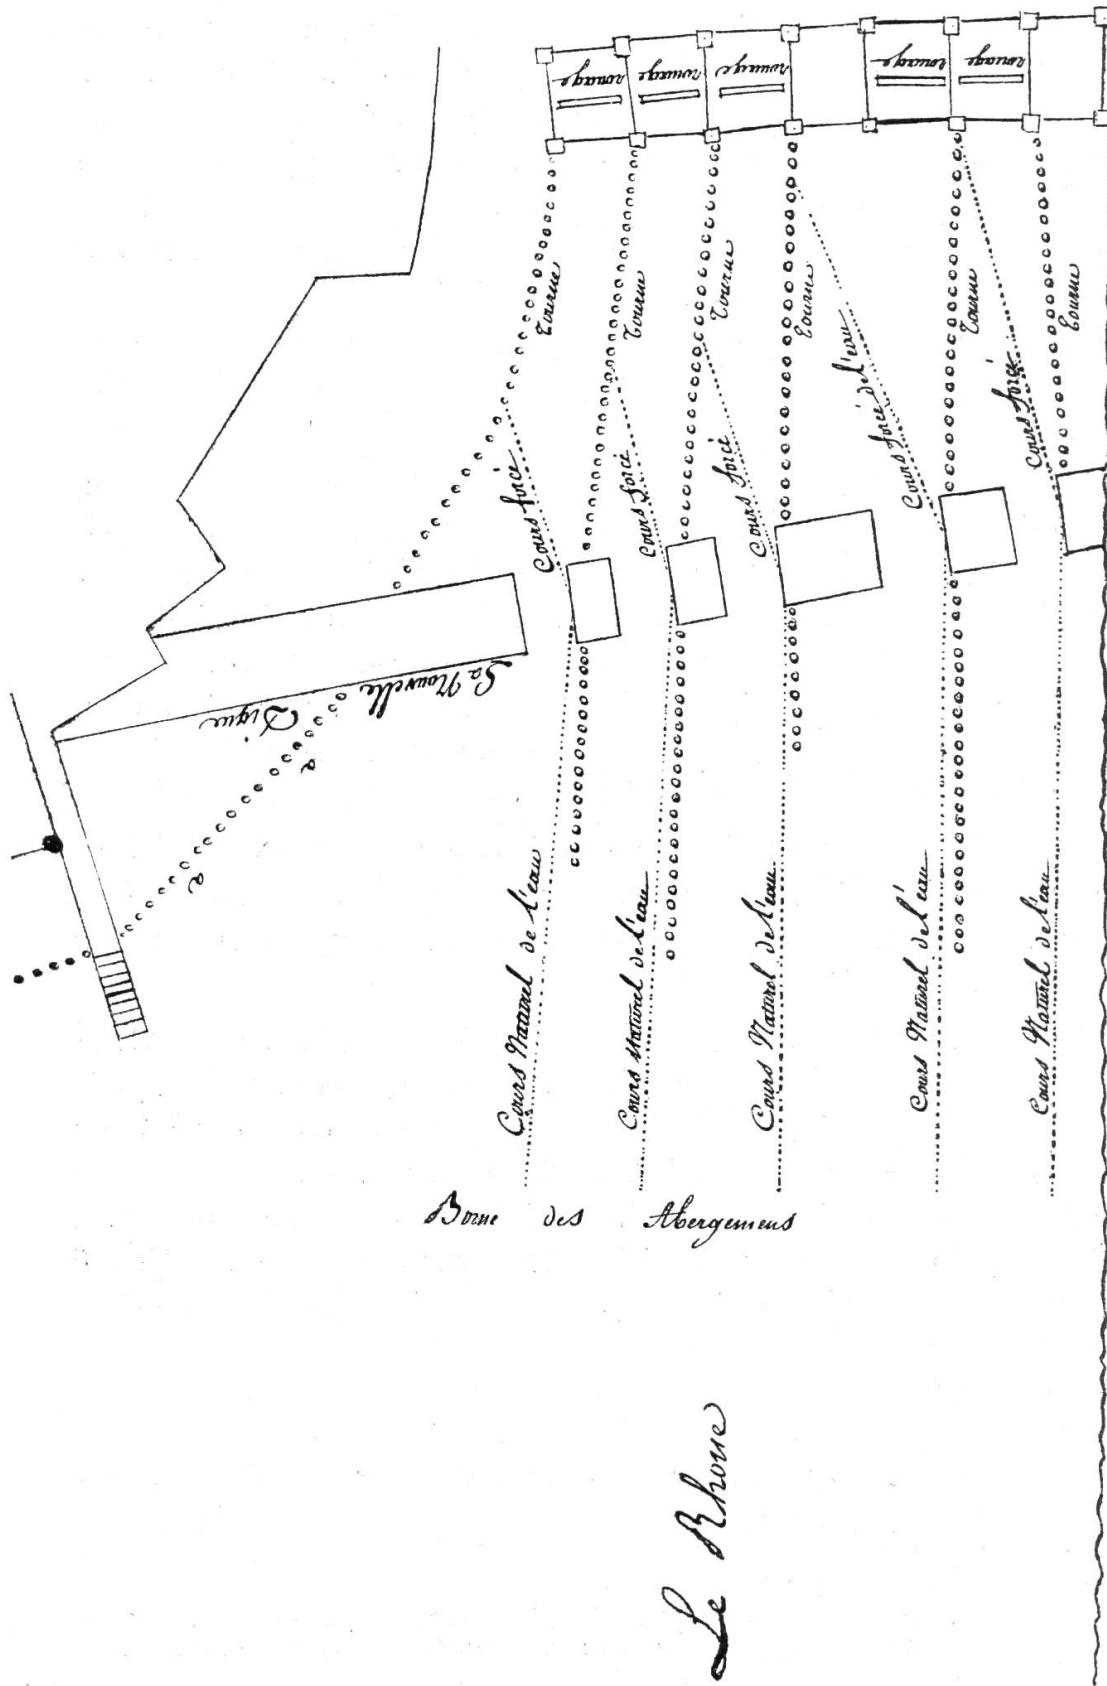 rouage
rouage
rouage
rouage
rouage
Tourne
Tourne
Tourne
Tourne
Tourne
Tourne
Cours forcé
Cours forcé
Cours forcé
Cours forcé de l'eau
Cours forcé
La Nouvelle
Digue
a
a
Cours Naturel de l'eau
Cours Naturel de l'eau
Cours Naturel de l'eau
Cours Naturel de l'eau
Cours Naturel de l'eau
Borne des Abergemens
Le Rhone